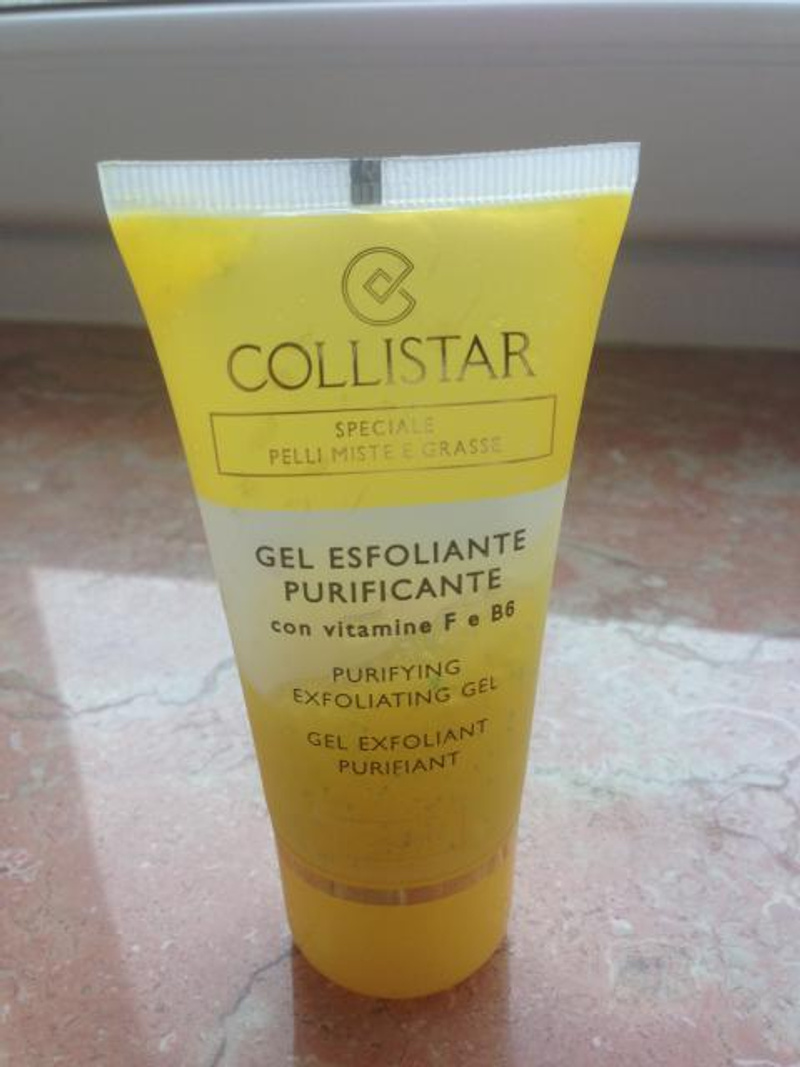 COLLISTAR
SPECIALE
PELLI MISTE E GRASSE
GEL ESFOLIANTE
PURIFICANTE
con vitamine F e B6
PURIFYING
EXFOLIATING GEL
GEL EXFOLIANT
PURIFIANT